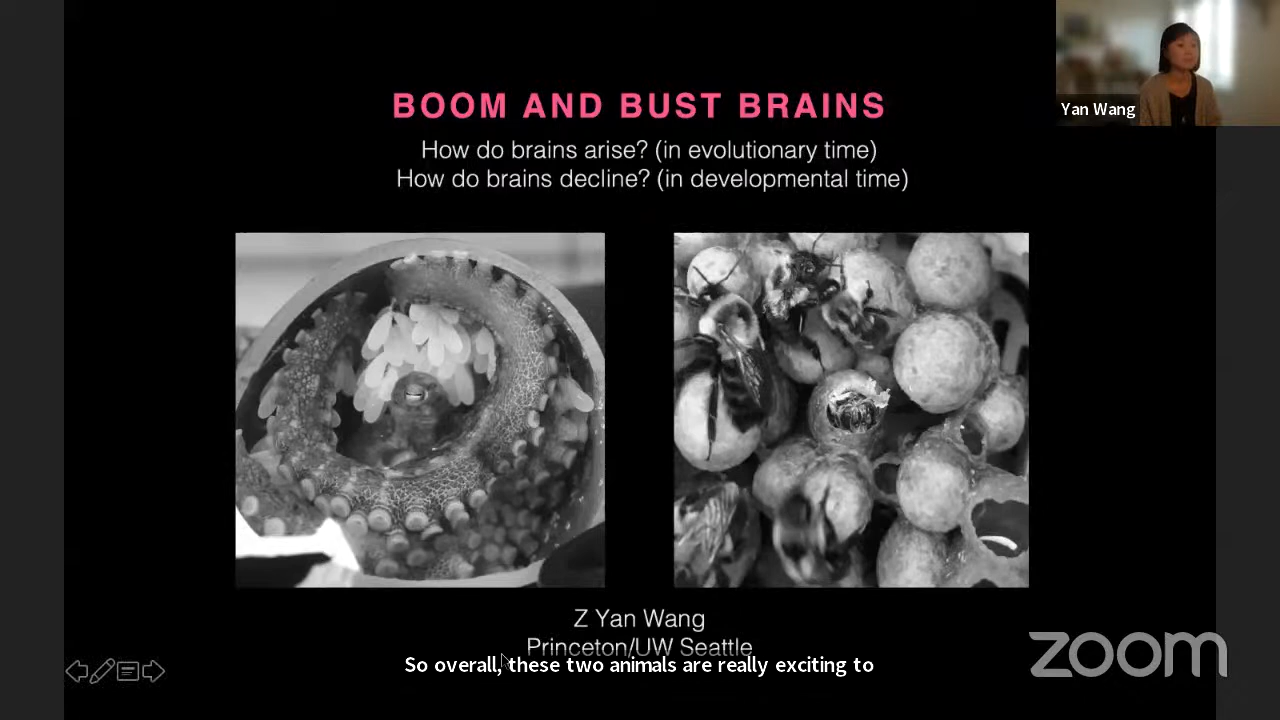 BOOM AND BUST BRAINS
How do brains arise? (in evolutionary time)
How do brains decline? (in developmental time)
Yan Wang
Z Yan Wang
Princeton/UW Seattle
So overall, these two animals are really exciting to
zoom